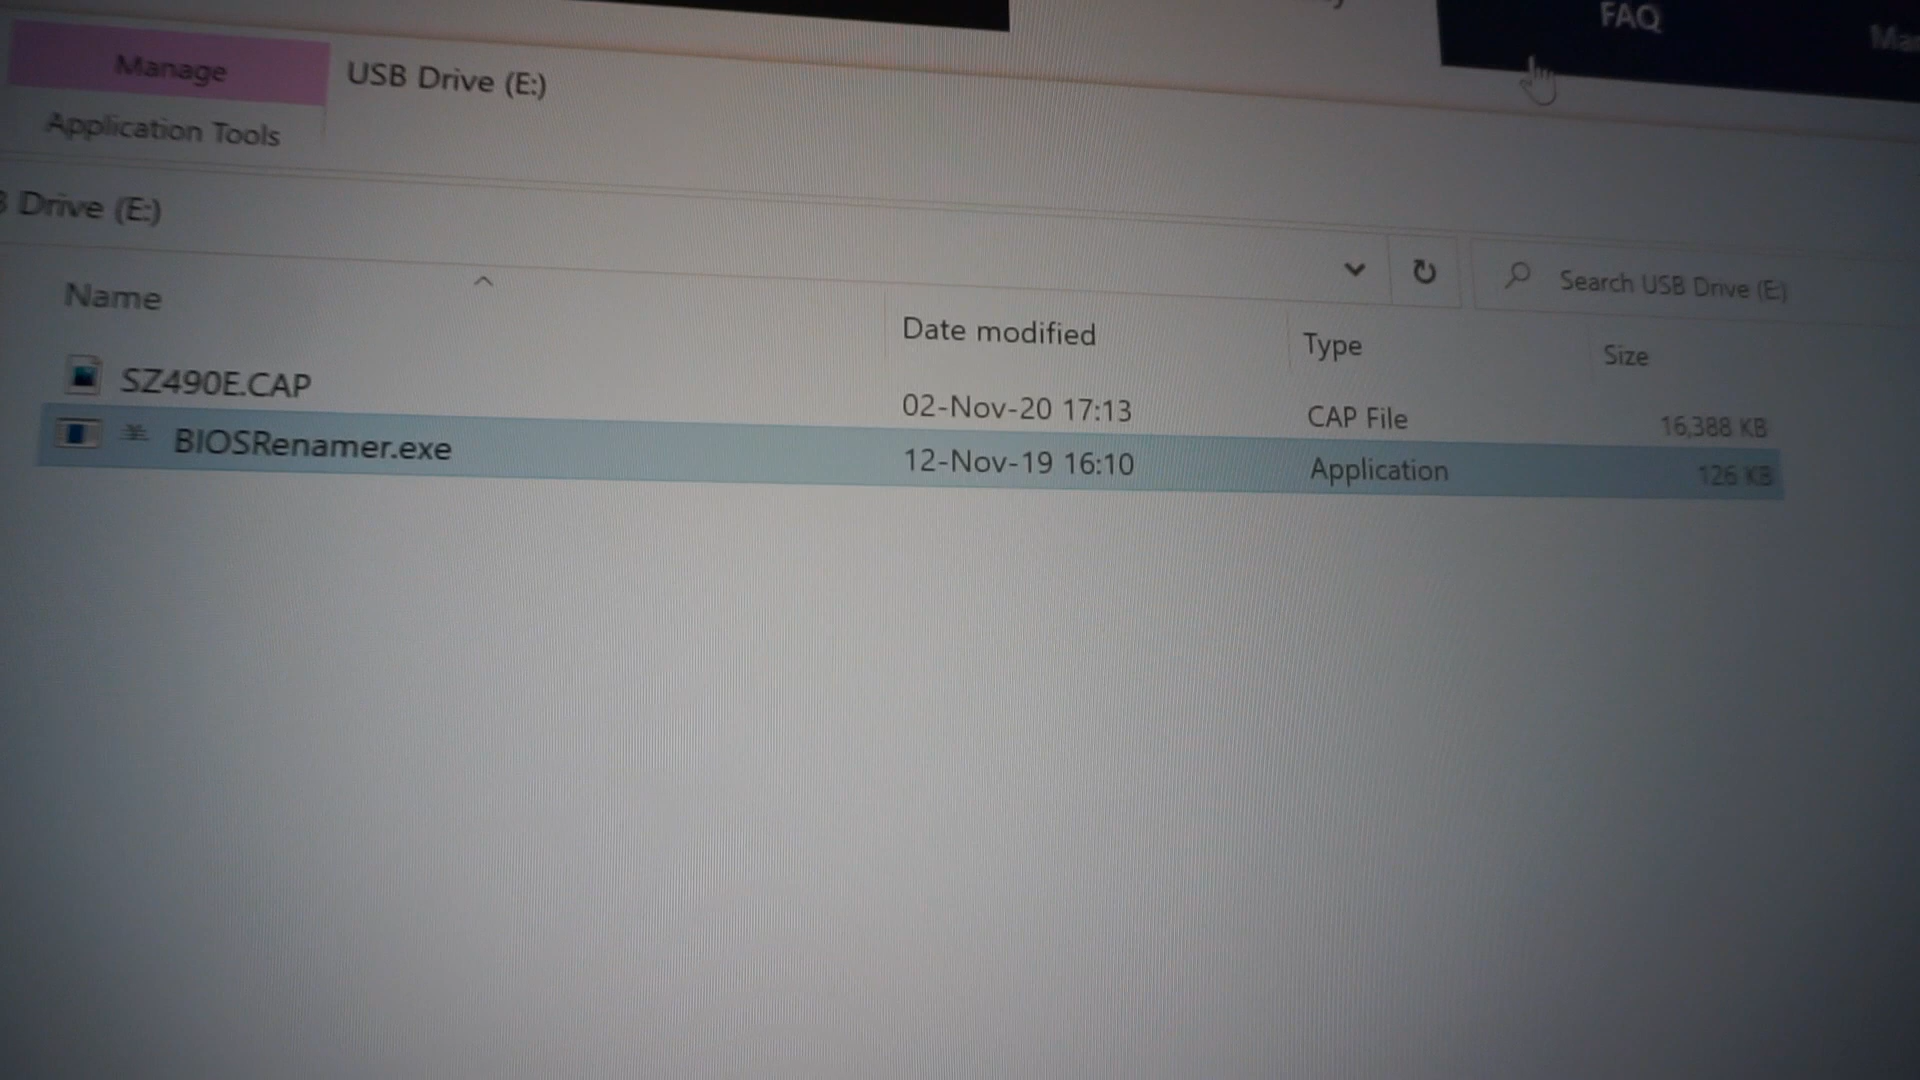 FAQ
Manage
USB Drive (E:)
Application Tools
Drive (E:)
Search USB Drive (E:)
Name
Date modified
Type
Size
SZ490E.CAP
02-Nov-20 17:13
CAP File
16,388 KB
BIOSRenamer.exe
12-Nov-19 16:10
Application
126 KB